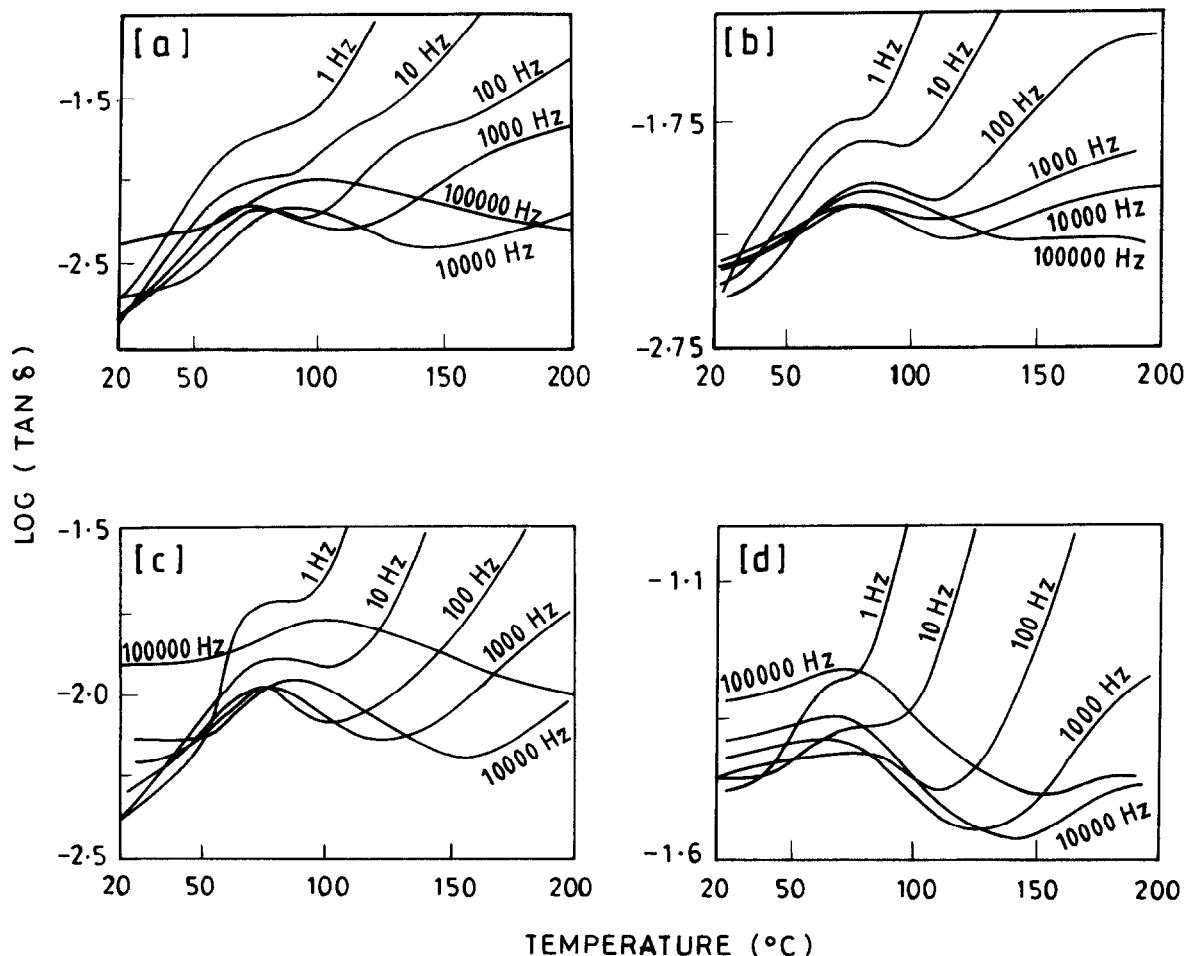 [a]
1 Hz
10 Hz
100 Hz
1000 Hz
100000 Hz
10000 Hz
-1·5
-2·5
20 50 100 150 200
[b]
1 Hz
10 Hz
100 Hz
1000 Hz
10000 Hz
100000 Hz
-1·75
-2·75
20 50 100 150 200
LOG ( TAN δ )
[c]
1 Hz
10 Hz
100 Hz
1000 Hz
100000 Hz
10000 Hz
-1·5
-2·0
-2·5
20 50 100 150 200
[d]
1 Hz
10 Hz
100 Hz
100000 Hz
1000 Hz
10000 Hz
-1·1
-1·6
20 50 100 150 200
TEMPERATURE (°C)